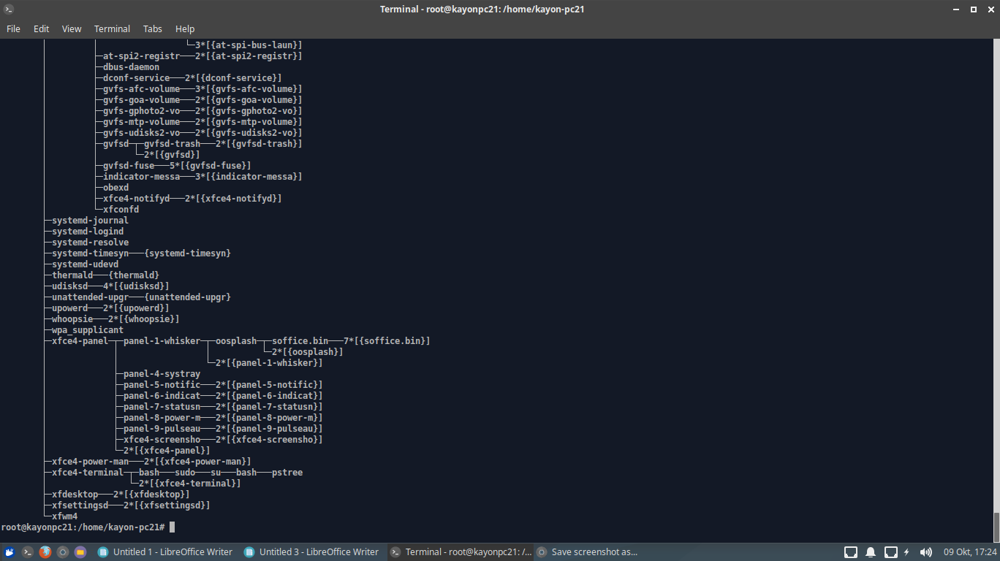 Terminal - root@kayonpc21: /home/kayon-pc21
File Edit View Terminal Tabs Help
│         │                 └─3*[{at-spi-bus-laun}]
│         ├─at-spi2-registr───2*[{at-spi2-registr}]
│         ├─dbus-daemon
│         ├─dconf-service───2*[{dconf-service}]
│         ├─gvfs-afc-volume───3*[{gvfs-afc-volume}]
│         ├─gvfs-goa-volume───2*[{gvfs-goa-volume}]
│         ├─gvfs-gphoto2-vo───2*[{gvfs-gphoto2-vo}]
│         ├─gvfs-mtp-volume───2*[{gvfs-mtp-volume}]
│         ├─gvfs-udisks2-vo───2*[{gvfs-udisks2-vo}]
│         ├─gvfsd─┬─gvfsd-trash───2*[{gvfsd-trash}]
│         │       └─2*[{gvfsd}]
│         ├─gvfsd-fuse───5*[{gvfsd-fuse}]
│         ├─indicator-messa───3*[{indicator-messa}]
│         ├─obexd
│         ├─xfce4-notifyd───2*[{xfce4-notifyd}]
│         └─xfconfd
├─systemd-journal
├─systemd-logind
├─systemd-resolve
├─systemd-timesyn───{systemd-timesyn}
├─systemd-udevd
├─thermald───{thermald}
├─udisksd───4*[{udisksd}]
├─unattended-upgr───{unattended-upgr}
├─upowerd───2*[{upowerd}]
├─whoopsie───2*[{whoopsie}]
├─wpa_supplicant
├─xfce4-panel─┬─panel-1-whisker─┬─oosplash─┬─soffice.bin───7*[{soffice.bin}]
│             │                 │          └─2*[{oosplash}]
│             │                 └─2*[{panel-1-whisker}]
│             ├─panel-4-systray
│             ├─panel-5-notific───2*[{panel-5-notific}]
│             ├─panel-6-indicat───2*[{panel-6-indicat}]
│             ├─panel-7-statusn───2*[{panel-7-statusn}]
│             ├─panel-8-power-m───2*[{panel-8-power-m}]
│             ├─panel-9-pulseau───2*[{panel-9-pulseau}]
│             ├─xfce4-screensho───2*[{xfce4-screensho}]
│             └─2*[{xfce4-panel}]
├─xfce4-power-man───2*[{xfce4-power-man}]
├─xfce4-terminal─┬─bash───sudo───su───bash───pstree
│                └─2*[{xfce4-terminal}]
├─xfdesktop───2*[{xfdesktop}]
├─xfsettingsd───2*[{xfsettingsd}]
└─xfwm4
root@kayonpc21:/home/kayon-pc21#
Untitled 1 - LibreOffice Writer Untitled 3 - LibreOffice Writer Terminal - root@kayonpc21: /... Save screenshot as... 09 Okt, 17:24